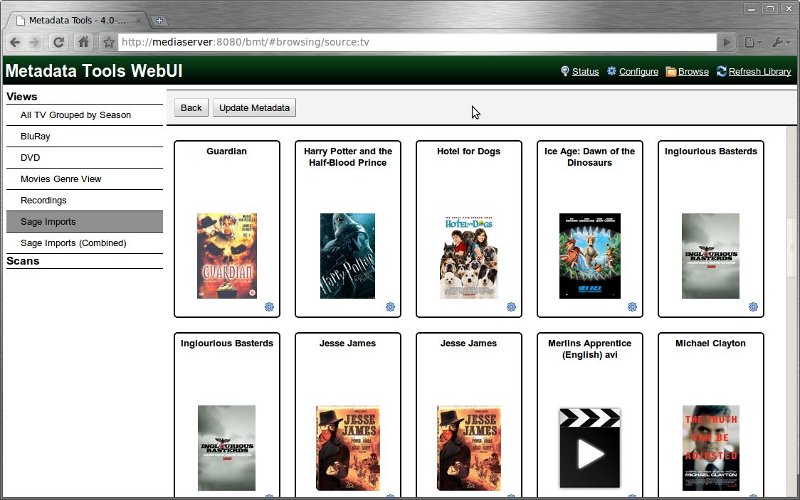 Metadata Tools - 4.0-...
http://mediaserver:8080/bmt/#browsing/source:tv
Metadata Tools WebUI
Status
Configure
Browse
Refresh Library
Views
All TV Grouped by Season
BluRay
DVD
Movies Genre View
Recordings
Sage Imports
Sage Imports (Combined)
Scans
Back
Update Metadata
Guardian
Harry Potter and the
Half-Blood Prince
Hotel for Dogs
Ice Age: Dawn of the
Dinosaurs
Inglourious Basterds
GUARDIAN
Harry Potter
HOTEL for DOGS
ICE AGE
INGLOURIOUS
BASTERDS
2009
Inglourious Basterds
Jesse James
Jesse James
Merlins Apprentice
(English) avi
Michael Clayton
INGLOURIOUS
BASTERDS
2009
JESSE
JAMES
JESSE
JAMES
THE TRUTH
CAN BE
ADJUSTED
MICHAEL CLAYTON